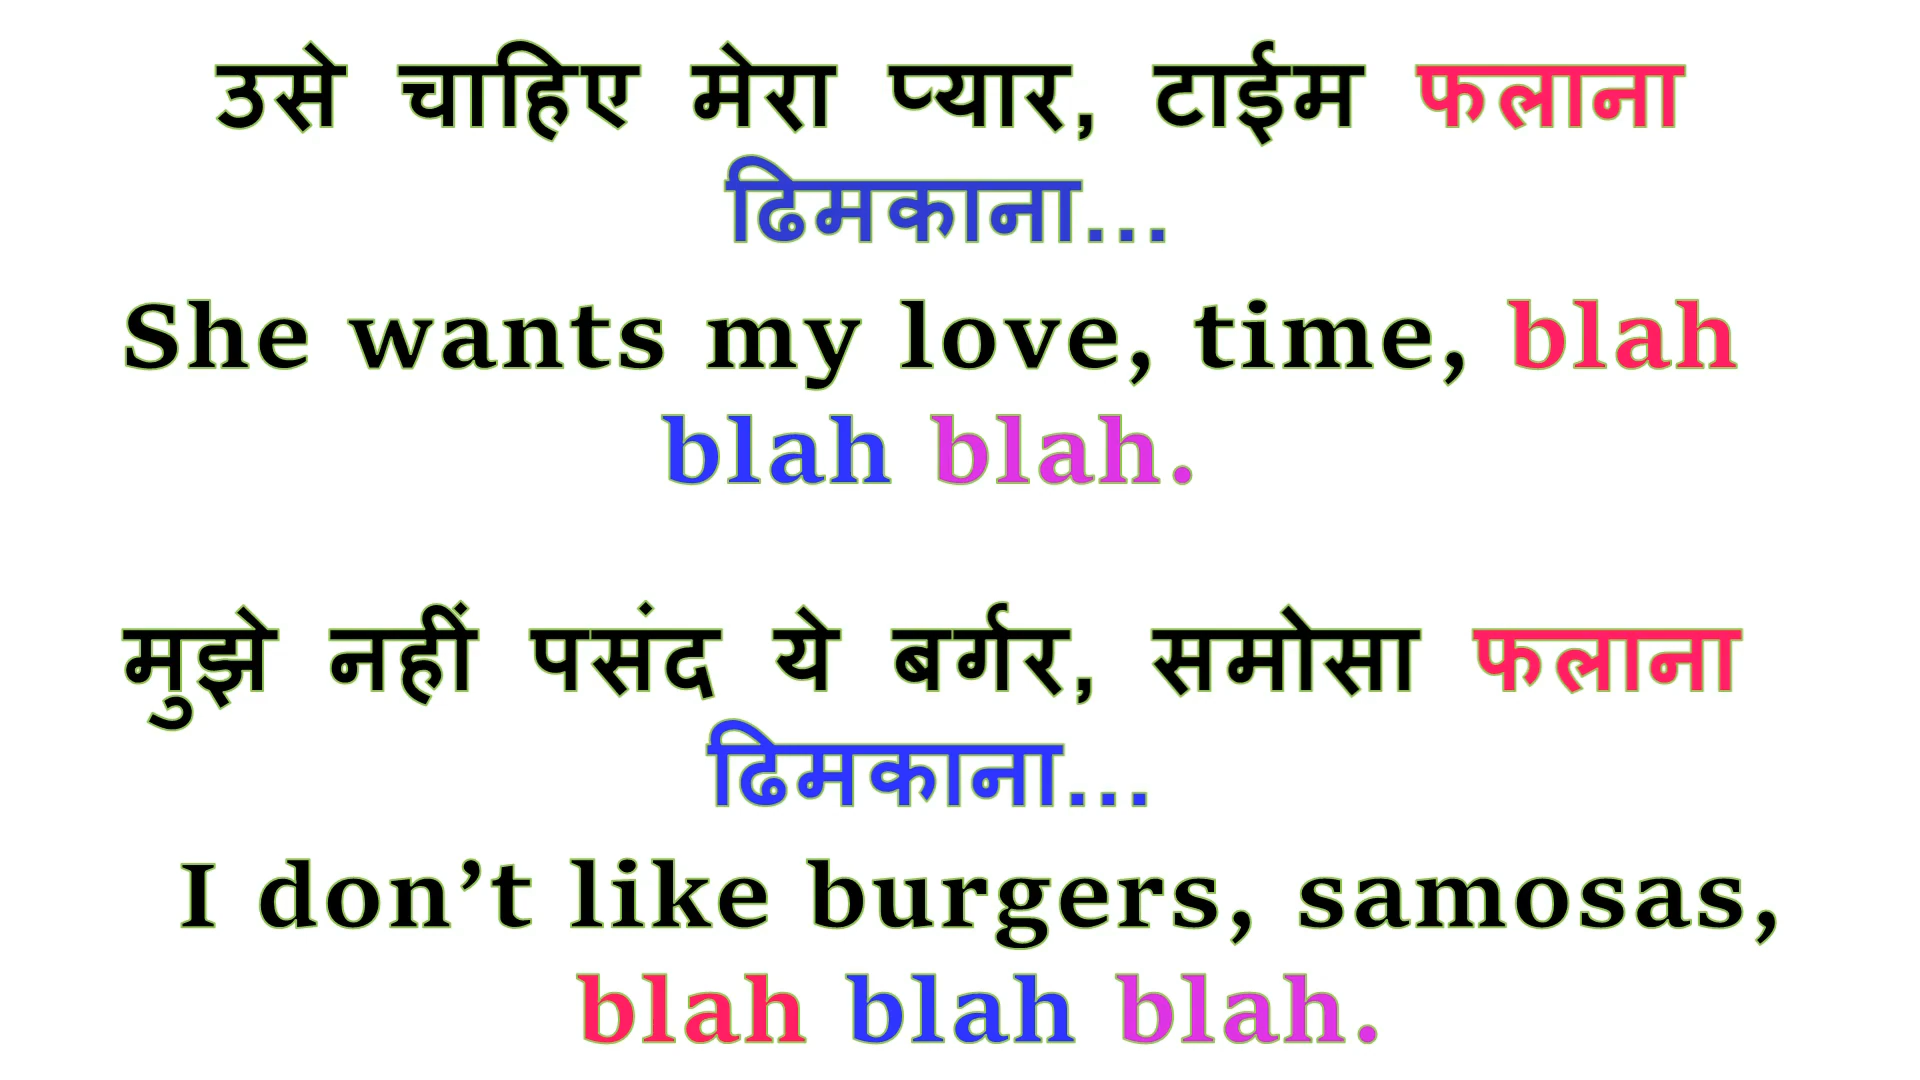 उसे चाहिए मेरा प्यार, टाईम फलाना
ढिमकाना...
She wants my love, time, blah
blah blah.
मुझे नहीं पसंद ये बर्गर, समोसा फलाना
ढिमकाना...
I don’t like burgers, samosas,
blah blah blah.